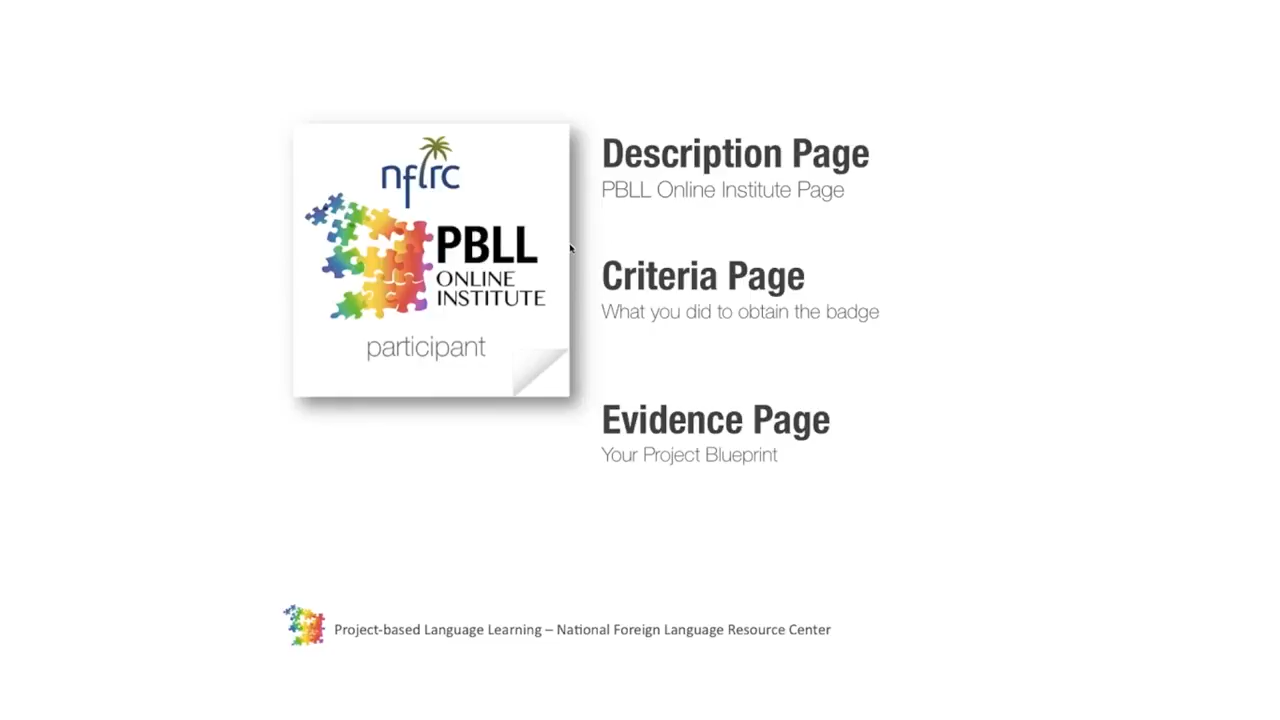 nflrc
PBLL
ONLINE
INSTITUTE
participant
Description Page
PBLL Online Institute Page
Criteria Page
What you did to obtain the badge
Evidence Page
Your Project Blueprint
Project-based Language Learning – National Foreign Language Resource Center